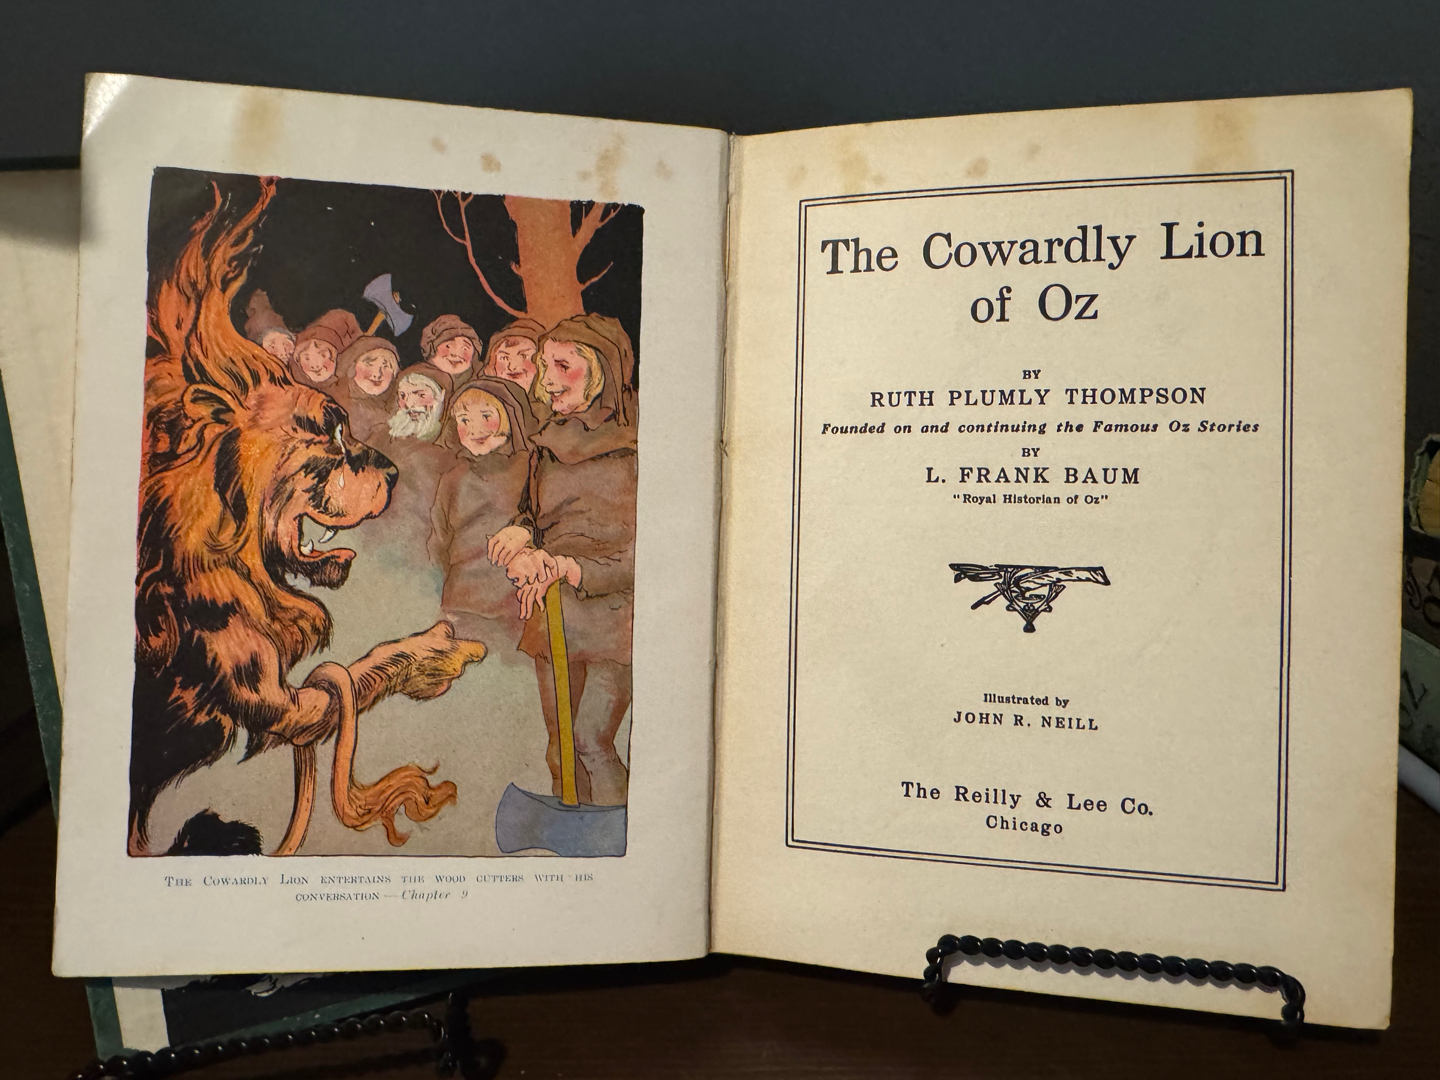 The Cowardly Lion entertains the wood cutters with his
conversation — Chapter 9
The Cowardly Lion
of Oz
BY
RUTH PLUMLY THOMPSON
Founded on and continuing the Famous Oz Stories
BY
L. FRANK BAUM
"Royal Historian of Oz"
Illustrated by
JOHN R. NEILL
The Reilly & Lee Co.
Chicago